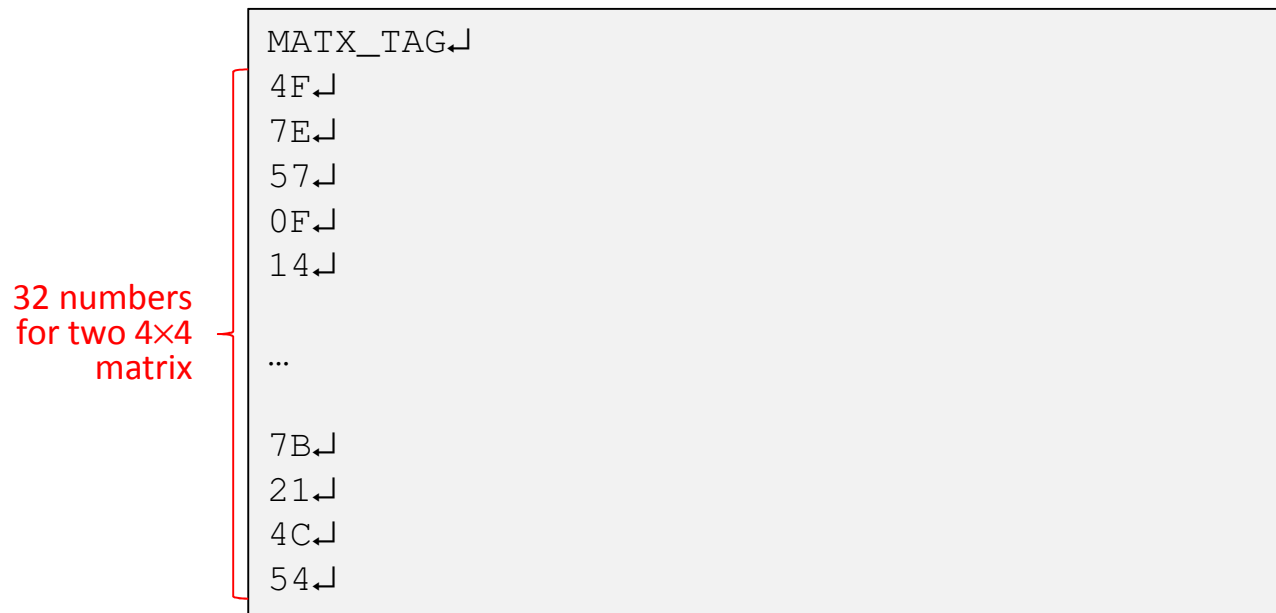 MATX_TAG↵
4F↵
7E↵
57↵
0F↵
14↵
32 numbers
for two 4×4
matrix
…
7B↵
21↵
4C↵
54↵